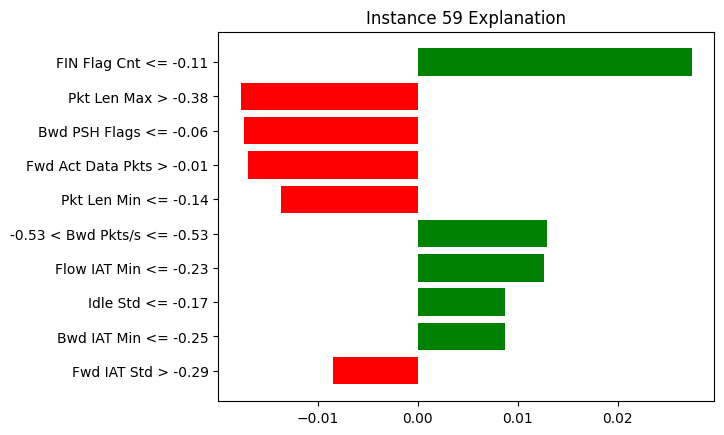 Instance 59 Explanation
FIN Flag Cnt <= -0.11
Pkt Len Max > -0.38
Bwd PSH Flags <= -0.06
Fwd Act Data Pkts > -0.01
Pkt Len Min <= -0.14
-0.53 < Bwd Pkts/s <= -0.53
Flow IAT Min <= -0.23
Idle Std <= -0.17
Bwd IAT Min <= -0.25
Fwd IAT Std > -0.29
−0.01 0.00 0.01 0.02